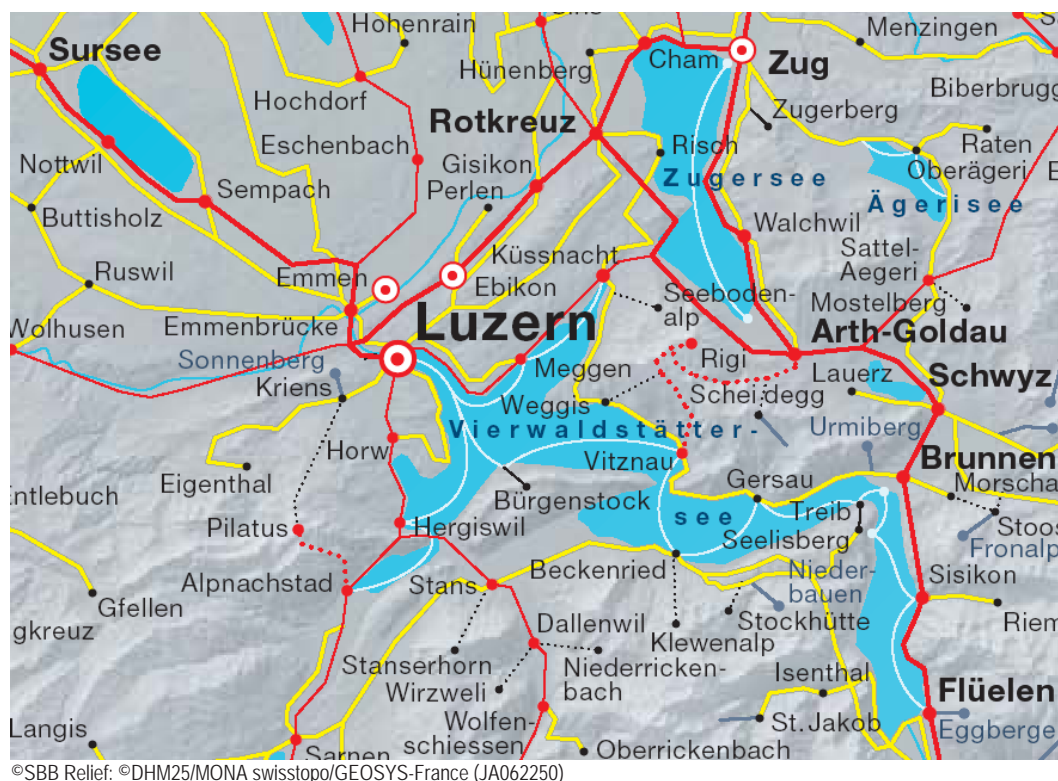 Hohenrain
Menzingen
Sursee
Cham
Zug
Hünenberg
Biberbrugg
Hochdorf
Zugerberg
Rotkreuz
Eschenbach
Risch
Raten
Nottwil
Gisikon
Oberägeri
Zugersee
Sempach
Perlen
Ägerisee
Buttisholz
Walchwil
Küssnacht
Sattel-
Aegeri
Ruswil
Emmen
Ebikon
Seeboden-
alp
Mostelberg
Wolhusen
Emmenbrücke
Luzern
Arth-Goldau
Sonnenberg
Rigi
Meggen
Lauerz
Schwyz
Kriens
Weggis
Scheidegg
Vierwaldstätter-
Urmiberg
Horw
Vitznau
Brunnen
Eigenthal
Gersau
Morscha
ntlebuch
Bürgenstock
Treib
Pilatus
Hergiswil
see
Stoos
Seelisberg
Fronalp
Beckenried
Nieder-
bauen
Alpnachstad
Stans
Sisikon
Gfellen
Stockhütte
Dallenwil
Riem
gkreuz
Klewenalp
Stanserhorn
Niederricken-
bach
Isenthal
Wirzweli
Flüelen
Langis
Wolfen-
schiessen
St.Jakob
Eggberge
Sarnen
Oberrickenbach
©SBB Relief: ©DHM25/MONA swisstopo/GEOSYS-France (JA062250)